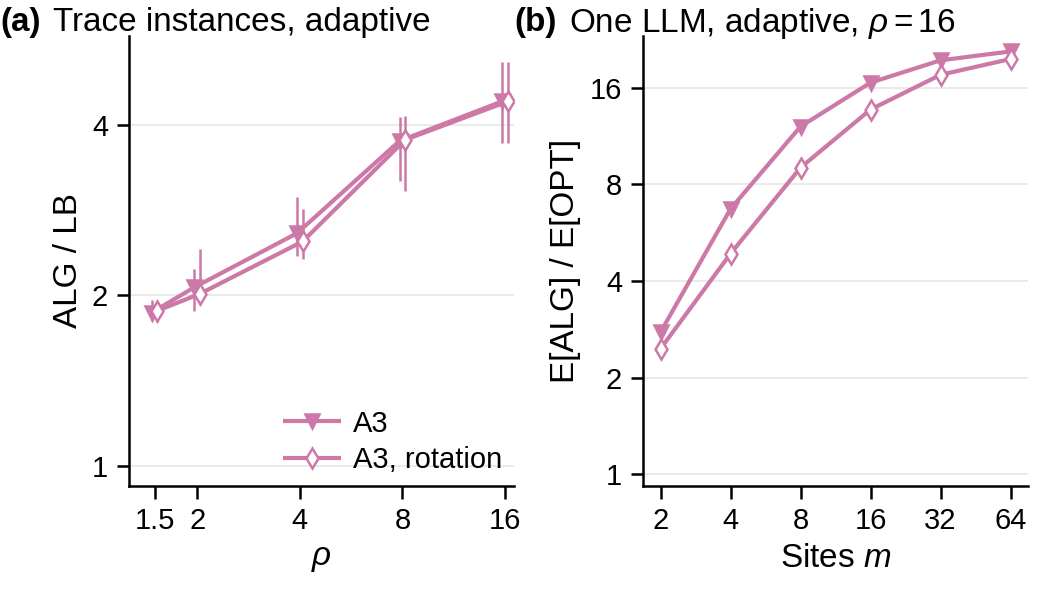 (a) Trace instances, adaptive
ALG / LB
4
2
1
A3
A3, rotation
1.5 2 4 8 16
ρ
(b) One LLM, adaptive, ρ = 16
E[ALG] / E[OPT]
16
8
4
2
1
2 4 8 16 32 64
Sites m